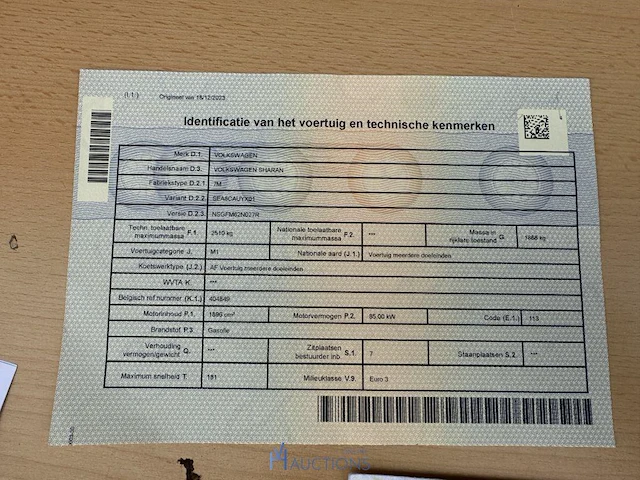 (I.1.) Origineel van 18/12/2023
Identificatie van het voertuig en technische kenmerken
Merk D.1. VOLKSWAGEN
Handelsnaam D.3. VOLKSWAGEN SHARAN
Fabriekstype D.2.1. 7M
Variant D.2.2. SEA8CAUYX01
Versie D.2.3. NSGFM62N027R
Techn. toelaatbare maximummassa F.1. 2510 kg Nationale toelaatbare maximummassa F.2. *** Massa in rijklare toestand G. 1888 kg
Voertuigcategorie J. M1 Nationale aard (J.1.) Voertuig meerdere doeleinden
Koetswerktype (J.2.) AF Voertuig meerdere doeleinden
WVTA K. ***
Belgisch ref.nummer (K.1.) 404849
Motorinhoud P.1. 1896 cm³ Motorvermogen P.2. 85,00 kW Code (E.1.) 113
Brandstof P.3. Gasolie
Verhouding vermogen/gewicht Q. *** Zitplaatsen bestuurder inb. S.1. 7 Staanplaatsen S.2. ***
Maximum snelheid T. 181 Milieuklasse V.9. Euro 3
AUCTIONS